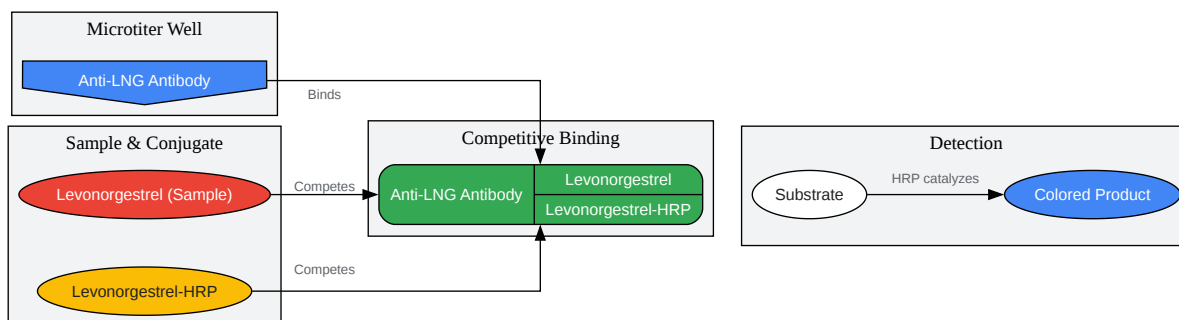 Microtiter Well
Anti-LNG Antibody
Binds
Sample & Conjugate
Levonorgestrel (Sample)
Competes
Levonorgestrel-HRP
Competes
Competitive Binding
Anti-LNG Antibody
Levonorgestrel
Levonorgestrel-HRP
Detection
Substrate
HRP catalyzes
Colored Product